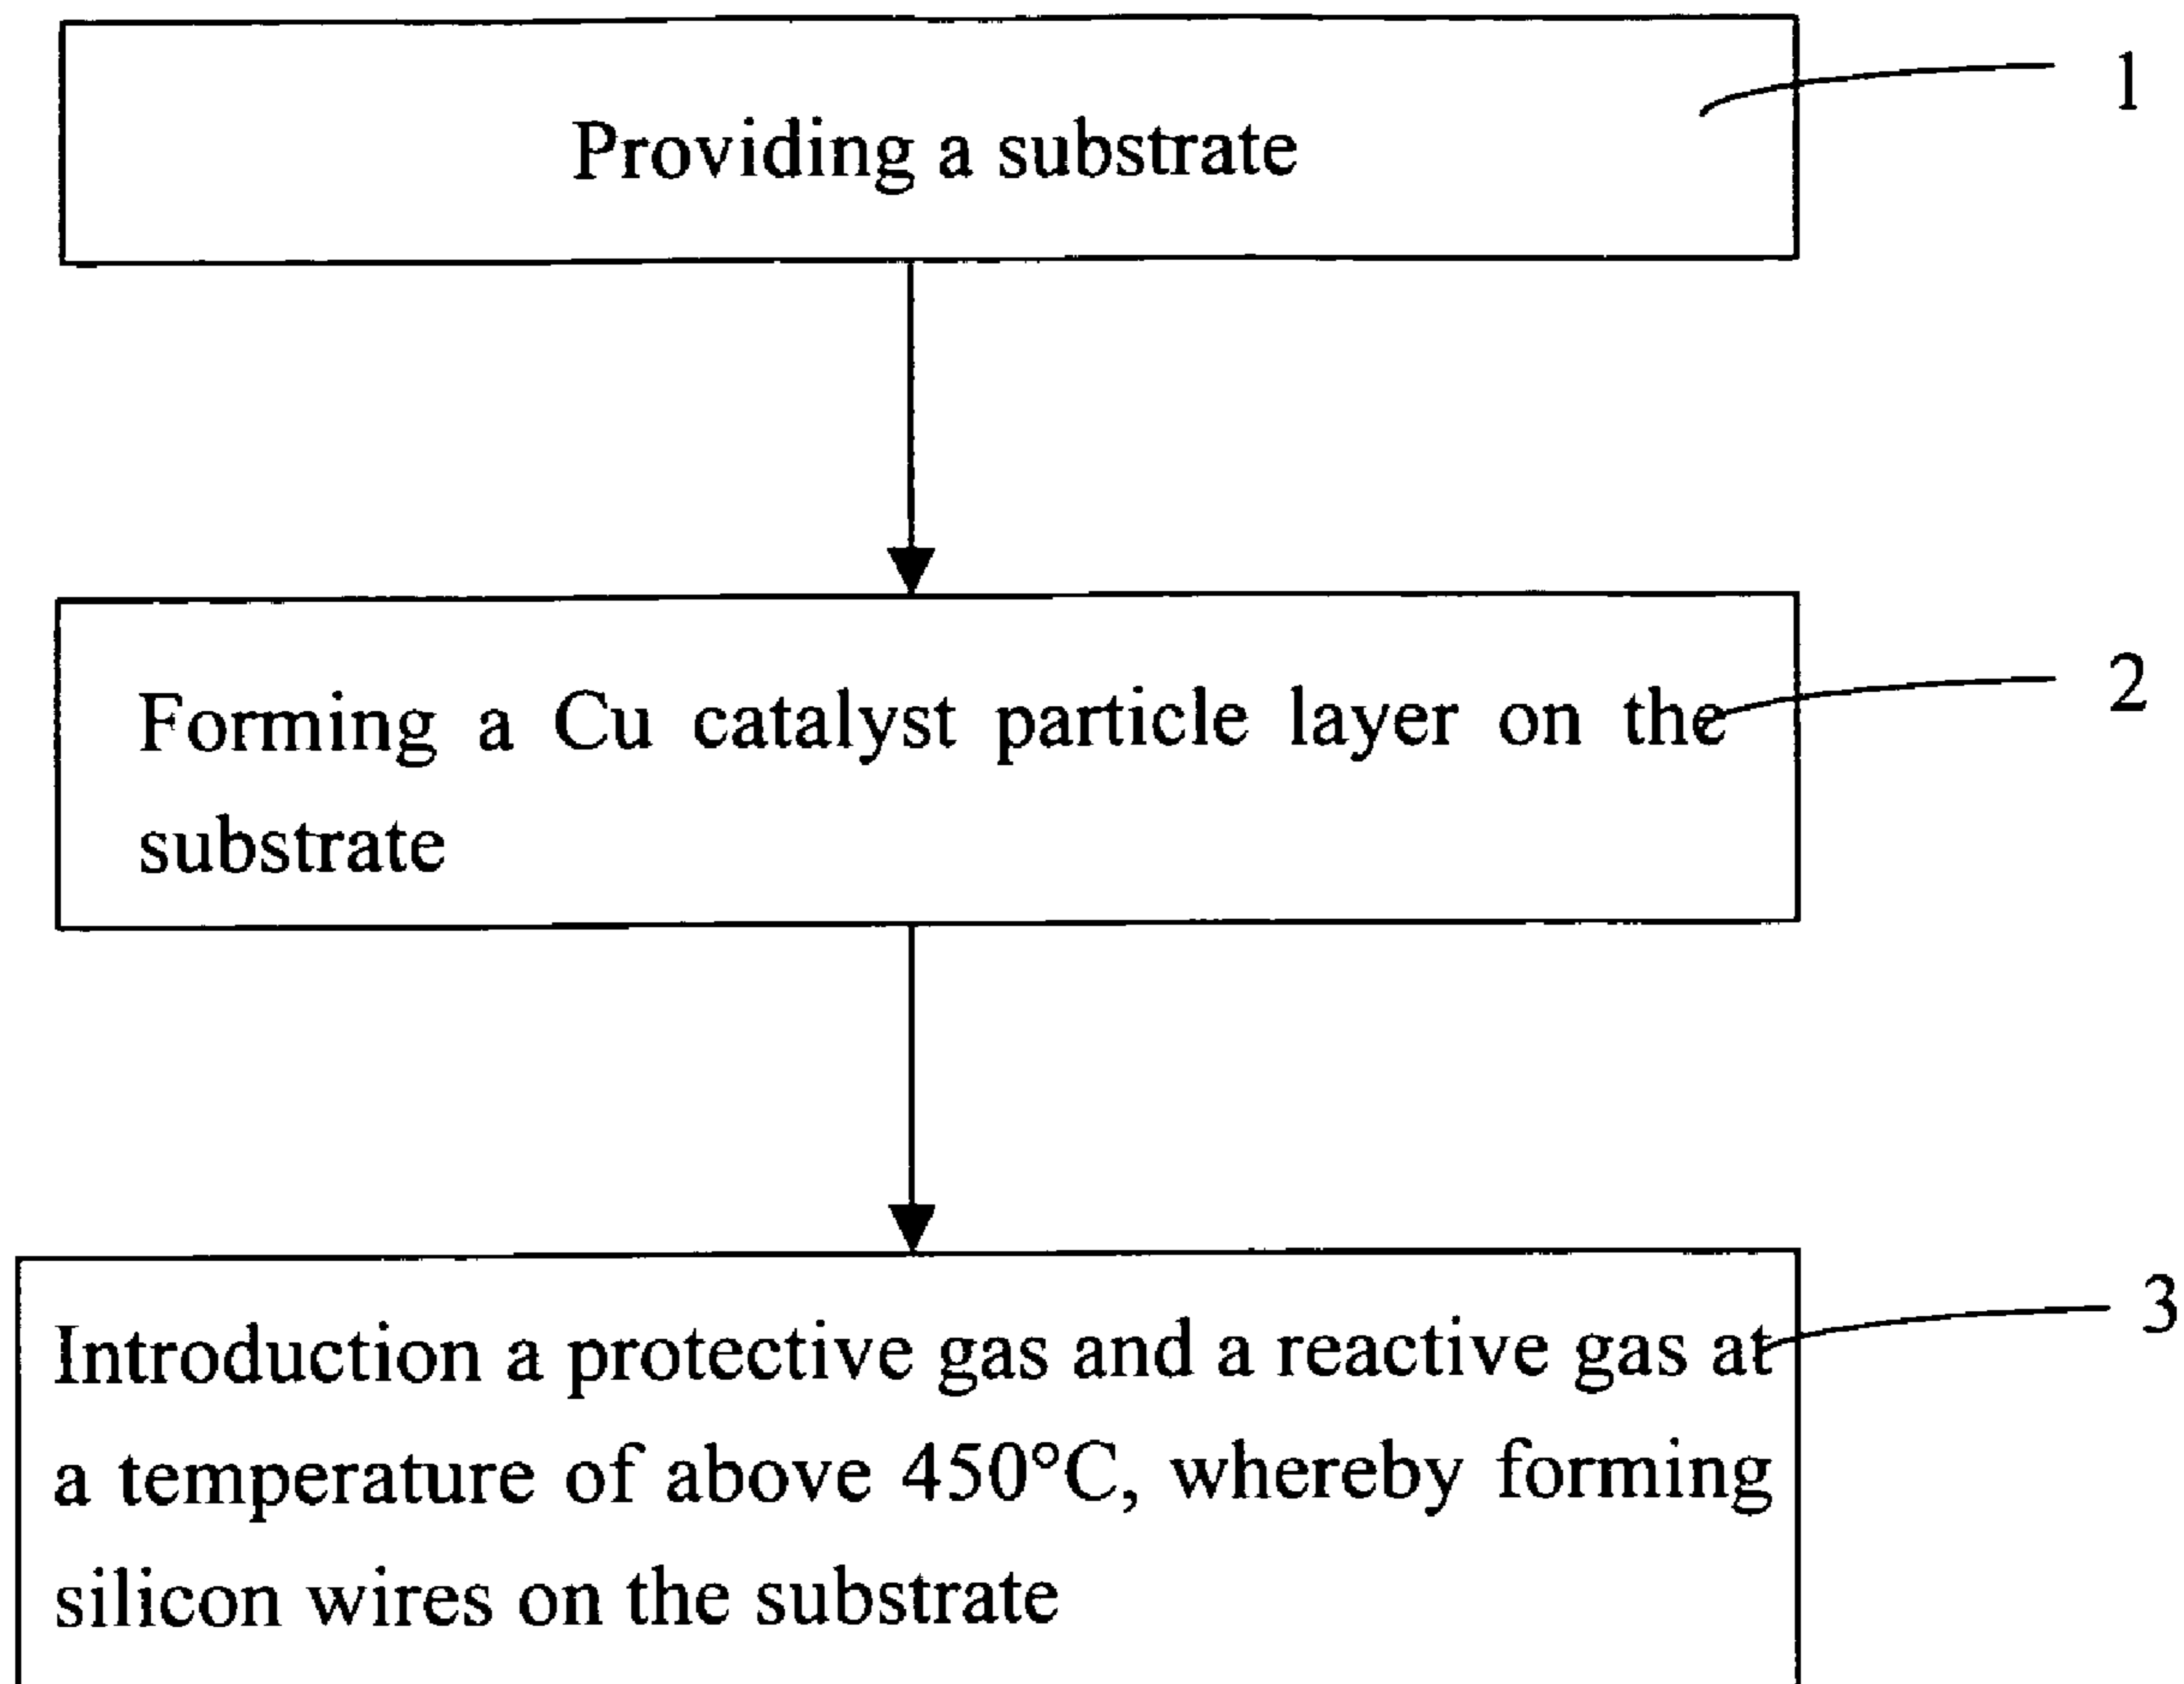 Providing a substrate
1
Forming a Cu catalyst particle layer on the
substrate
2
Introduction a protective gas and a reactive gas at
a temperature of above 450°C, whereby forming
silicon wires on the substrate
3